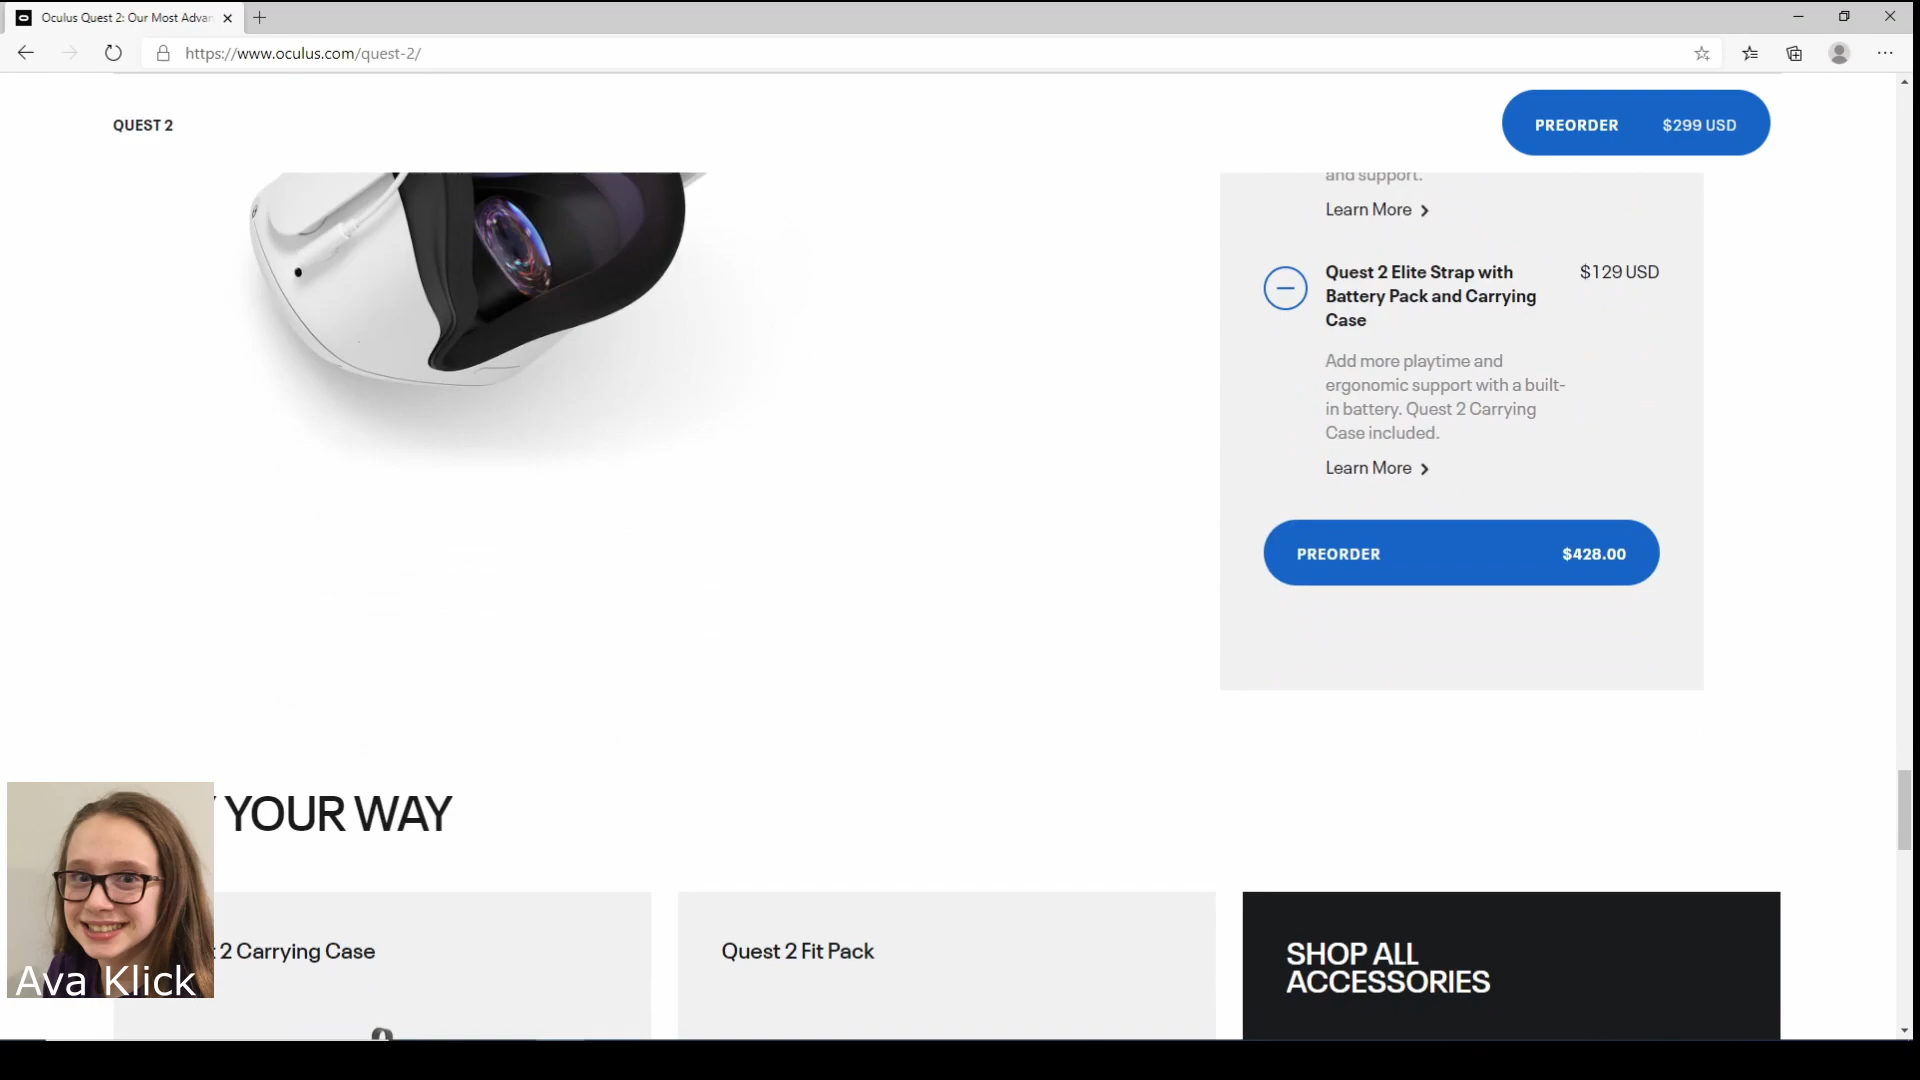 Oculus Quest 2: Our Most Advan
https://www.oculus.com/quest-2/
QUEST 2
PREORDER $299 USD
and support.
Learn More
Quest 2 Elite Strap with $129 USD
Battery Pack and Carrying
Case
Add more playtime and
ergonomic support with a built-
in battery. Quest 2 Carrying
Case included.
Learn More
PREORDER $428.00
YOUR WAY
2 Carrying Case
Quest 2 Fit Pack
SHOP ALL
ACCESSORIES
Ava Klick